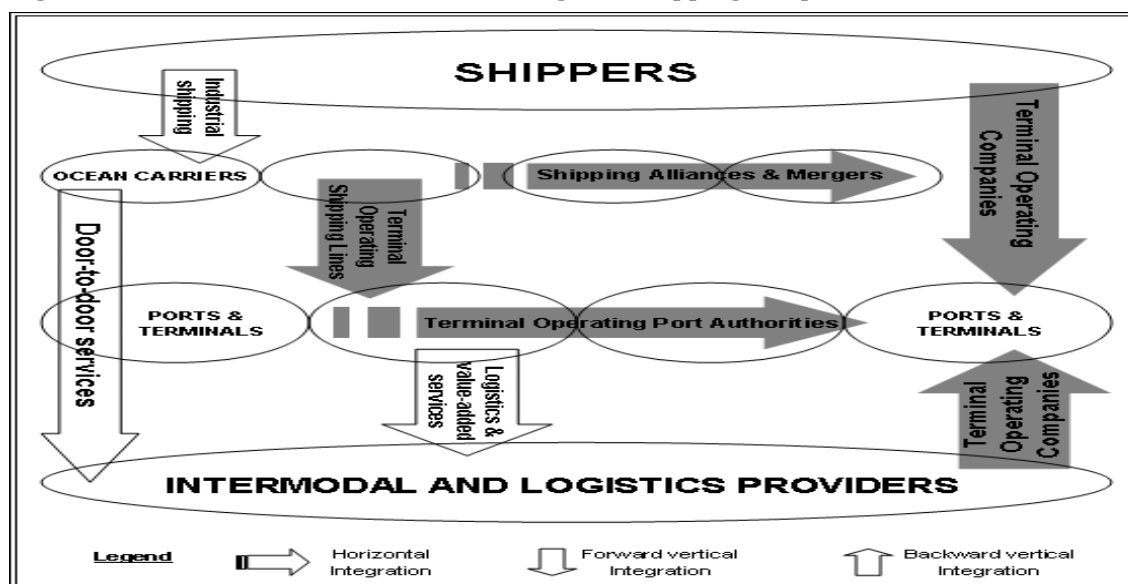 SHIPPERS
Industrial
shipping
Terminal Operating
Companies
OCEAN CARRIERS
Shipping Alliances & Mergers
Terminal
Operating
Shipping Lines
Door-to-door services
PORTS &
TERMINALS
Terminal Operating Port Authorities
PORTS &
TERMINALS
Logistics &
value-added
services
Terminal
Operating
Companies
INTERMODAL AND LOGISTICS PROVIDERS
Legend
Horizontal
Integration
Forward vertical
Integration
Backward vertical
Integration